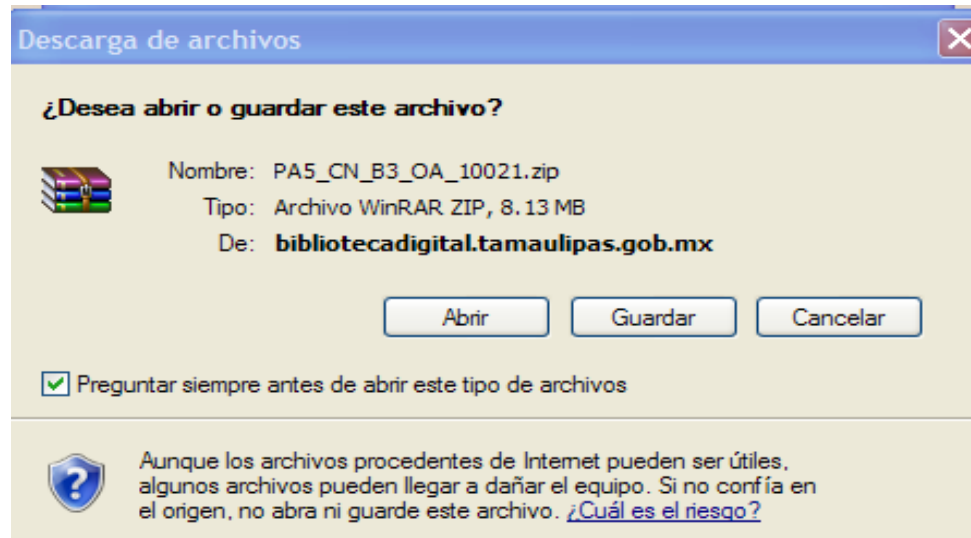 Descarga de archivos
¿Desea abrir o guardar este archivo?
Nombre: PA5_CN_B3_OA_10021.zip
Tipo: Archivo WinRAR ZIP, 8.13 MB
De: bibliotecadigital.tamaulipas.gob.mx
Abrir Guardar Cancelar
Preguntar siempre antes de abrir este tipo de archivos
Aunque los archivos procedentes de Internet pueden ser útiles,
algunos archivos pueden llegar a dañar el equipo. Si no confía en
el origen, no abra ni guarde este archivo. ¿Cuál es el riesgo?